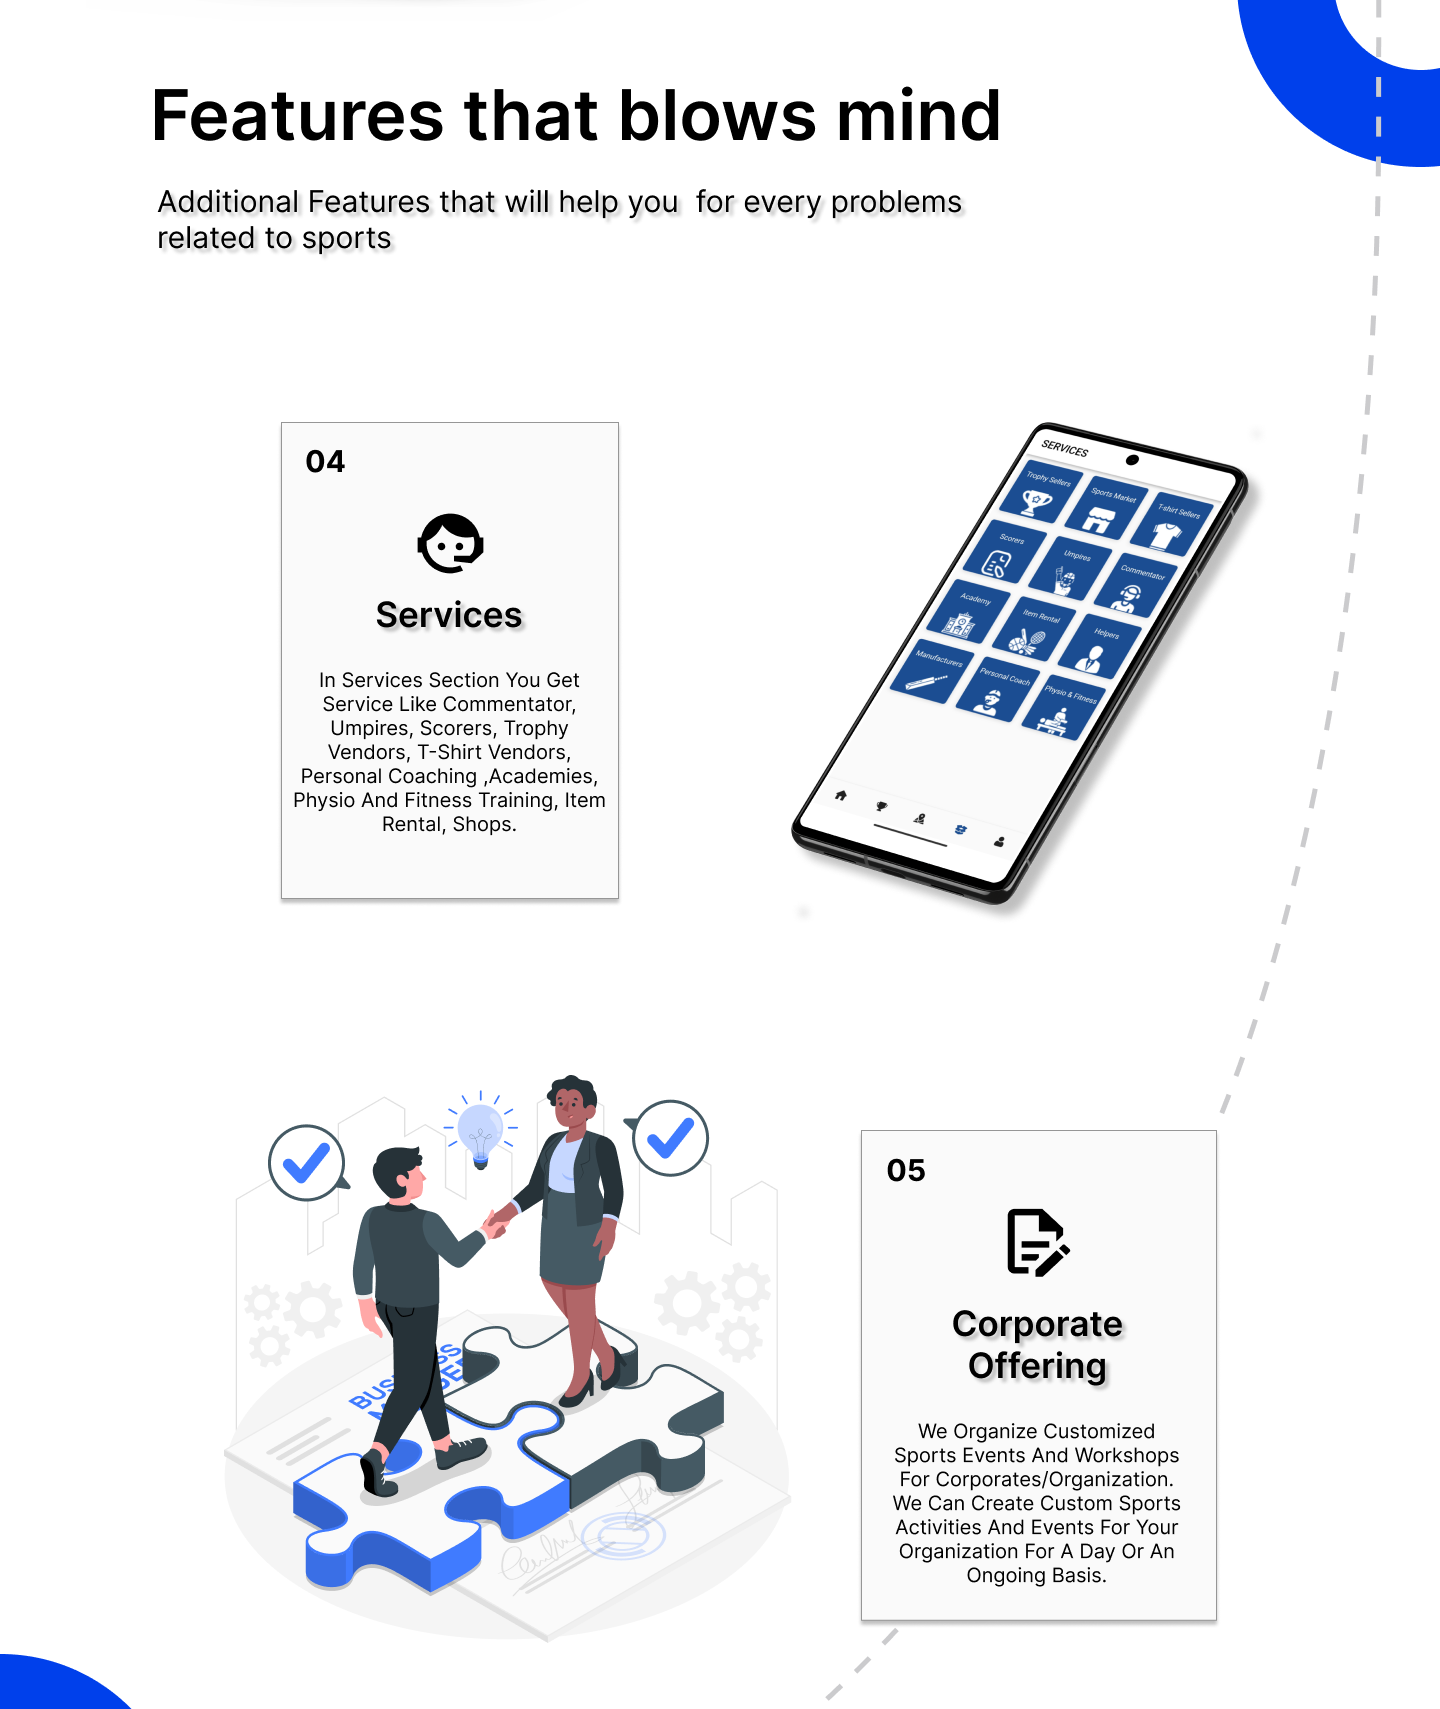 Features that blows mind
Additional Features that will help you  for every problems
related to sports
04
Services
In Services Section You Get
Service Like Commentator,
Umpires, Scorers, Trophy
Vendors, T-Shirt Vendors,
Personal Coaching ,Academies,
Physio And Fitness Training, Item
Rental, Shops.
SERVICES
Trophy Sellers
Sports Market
T-shirt Sellers
Scorers
Umpires
Commentator
Academy
Item Rental
Helpers
Manufacturers
Personal Coach
Physio & Fitness
05
Corporate
Offering
We Organize Customized
Sports Events And Workshops
For Corporates/Organization.
We Can Create Custom Sports
Activities And Events For Your
Organization For A Day Or An
Ongoing Basis.